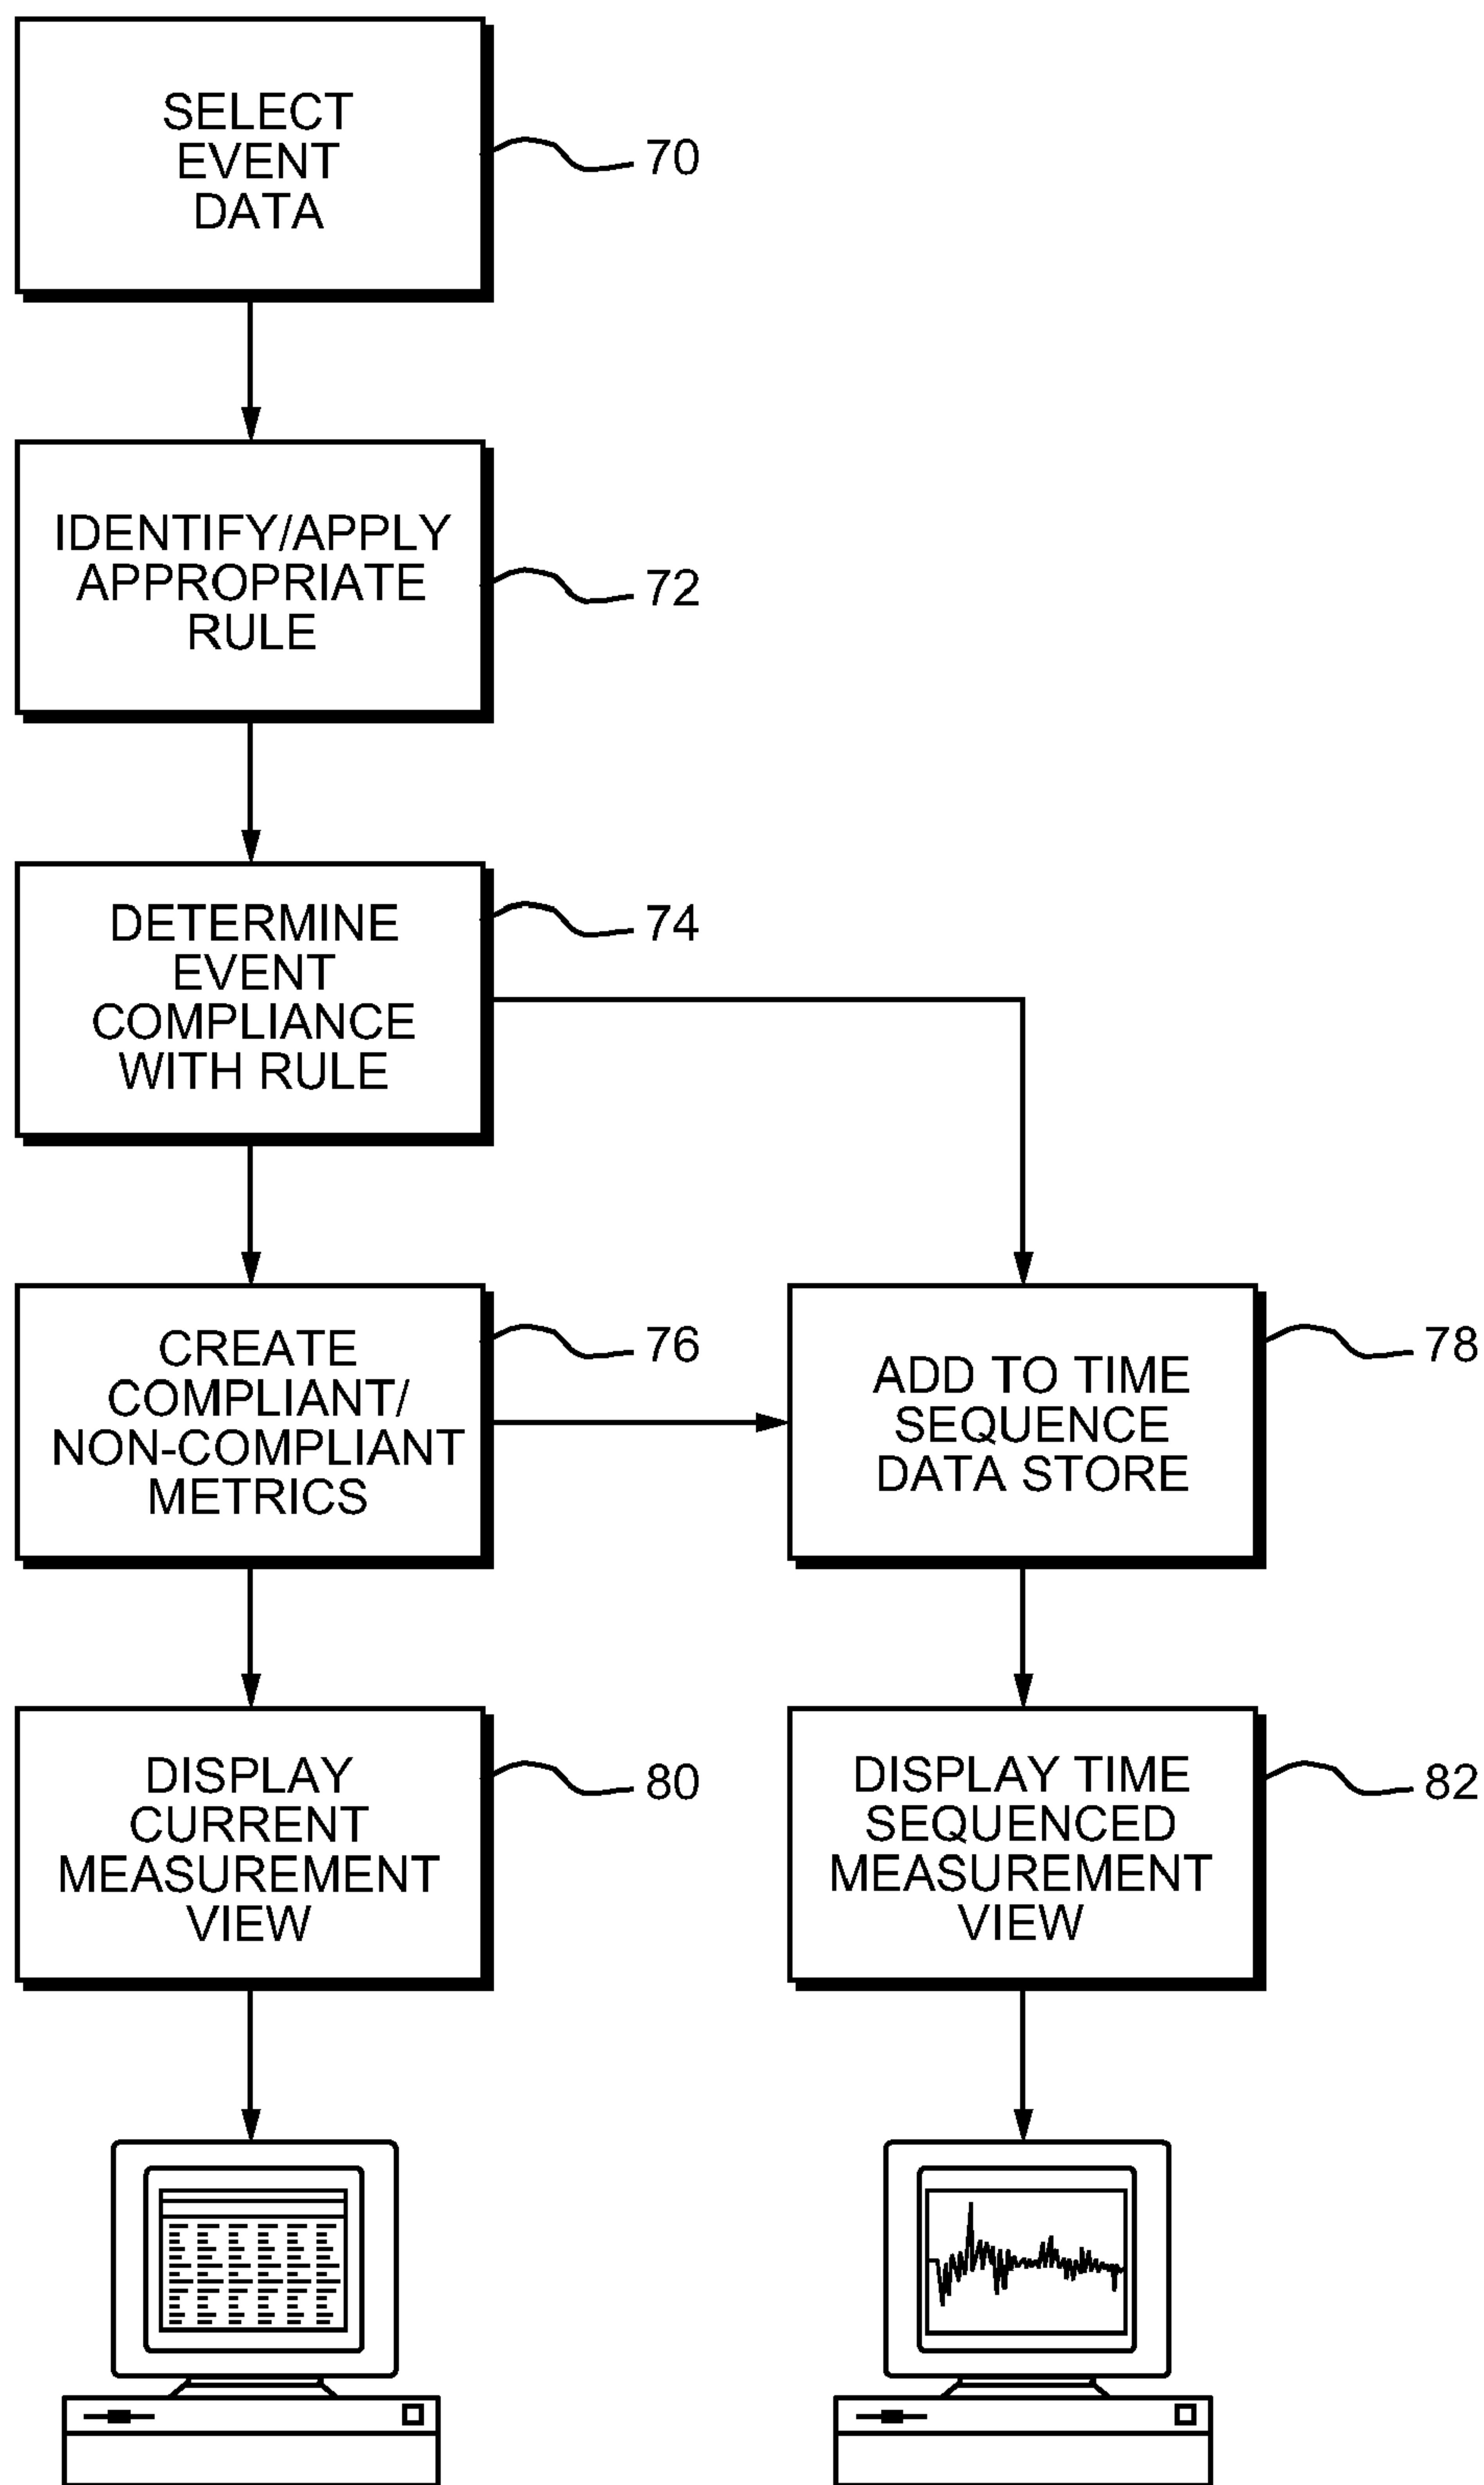 SELECT
EVENT
DATA
70
IDENTIFY/APPLY
APPROPRIATE
RULE
72
DETERMINE
EVENT
COMPLIANCE
WITH RULE
74
CREATE
COMPLIANT/
NON-COMPLIANT
METRICS
76
ADD TO TIME
SEQUENCE
DATA STORE
78
DISPLAY
CURRENT
MEASUREMENT
VIEW
80
DISPLAY TIME
SEQUENCED
MEASUREMENT
VIEW
82